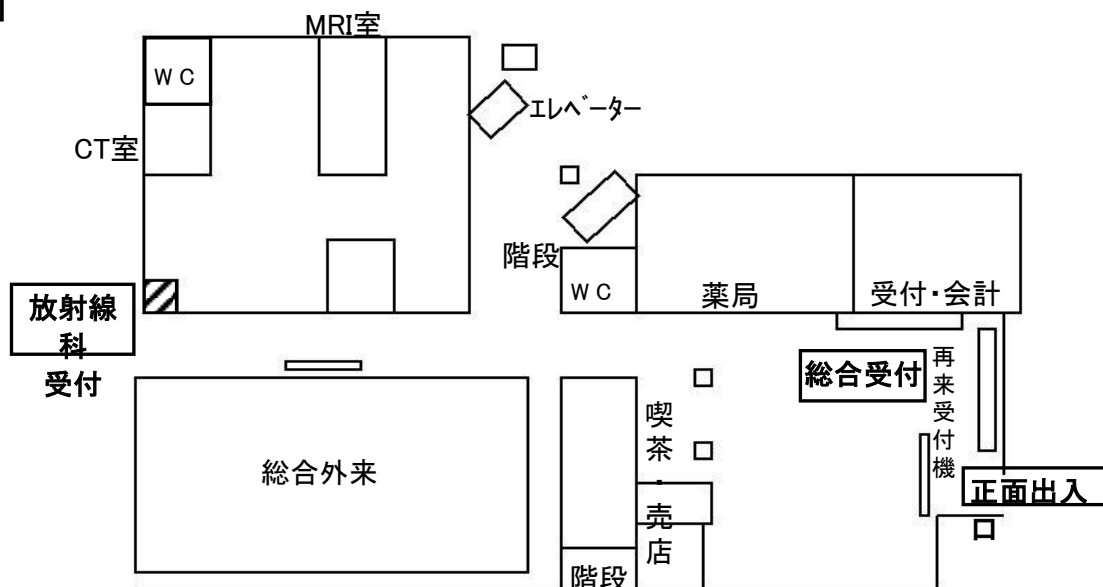 MRI室
WC
エレベーター
CT室
階段
WC
薬局
受付・会計
放射線
科
受付
総合受付
再来受付機
喫茶・売店
総合外来
正面出入
口
階段